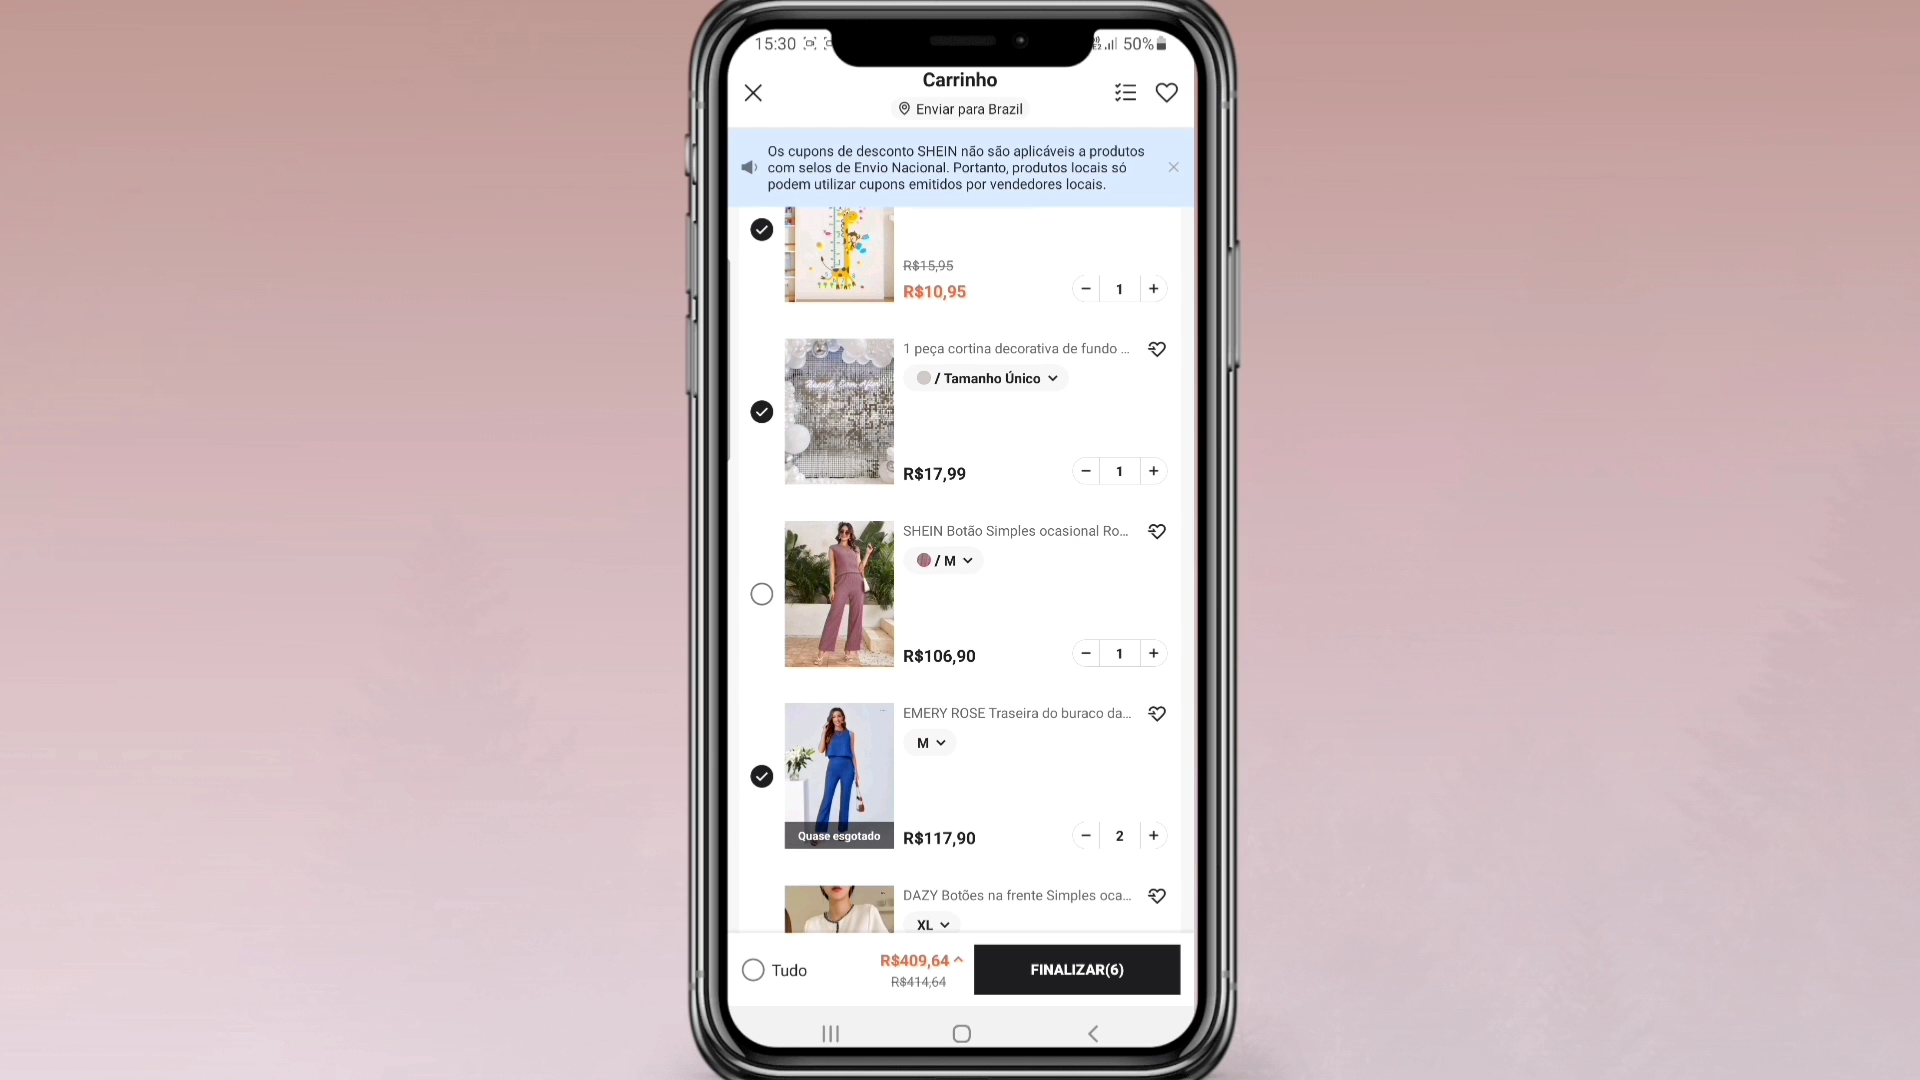 15:30
50%
Carrinho
Enviar para Brazil
Os cupons de desconto SHEIN não são aplicáveis a produtos
com selos de Envio Nacional. Portanto, produtos locais só
podem utilizar cupons emitidos por vendedores locais.
R$15,95
R$10,95
1
1 peça cortina decorativa de fundo ...
/ Tamanho Único
R$17,99
1
SHEIN Botão Simples ocasional Ro...
/ M
R$106,90
1
EMERY ROSE Traseira do buraco da...
M
Quase esgotado
R$117,90
2
DAZY Botões na frente Simples oca...
XL
Tudo
R$409,64
R$414,64
FINALIZAR(6)